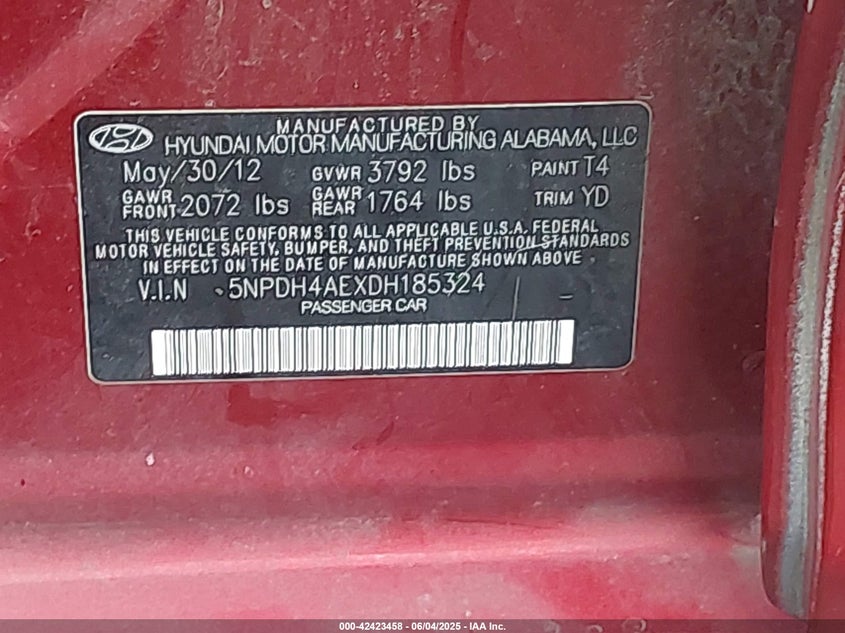 MANUFACTURED BY
HYUNDAI MOTOR MANUFACTURING ALABAMA, LLC
May/30/12 GVWR 3792 lbs PAINT T4
GAWR FRONT 2072 lbs GAWR REAR 1764 lbs TRIM YD
THIS VEHICLE CONFORMS TO ALL APPLICABLE U.S.A. FEDERAL
MOTOR VEHICLE SAFETY, BUMPER, AND THEFT PREVENTION STANDARDS
IN EFFECT ON THE DATE OF MANUFACTURE SHOWN ABOVE
V.I.N 5NPDH4AEXDH185324
PASSENGER CAR
000-42423458 - 06/04/2025 - IAA Inc.